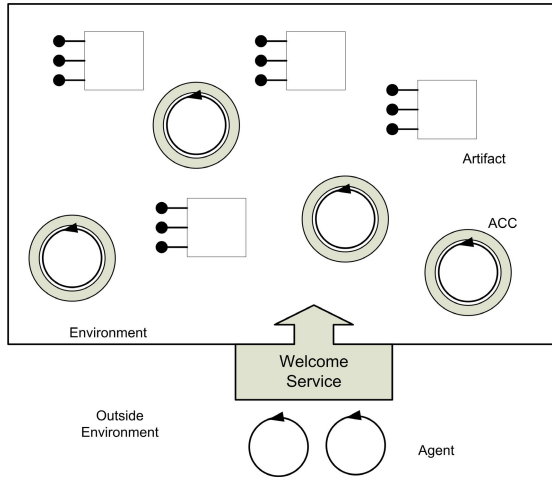 Artifact
ACC
Environment
Welcome
Service
Outside
Environment
Agent